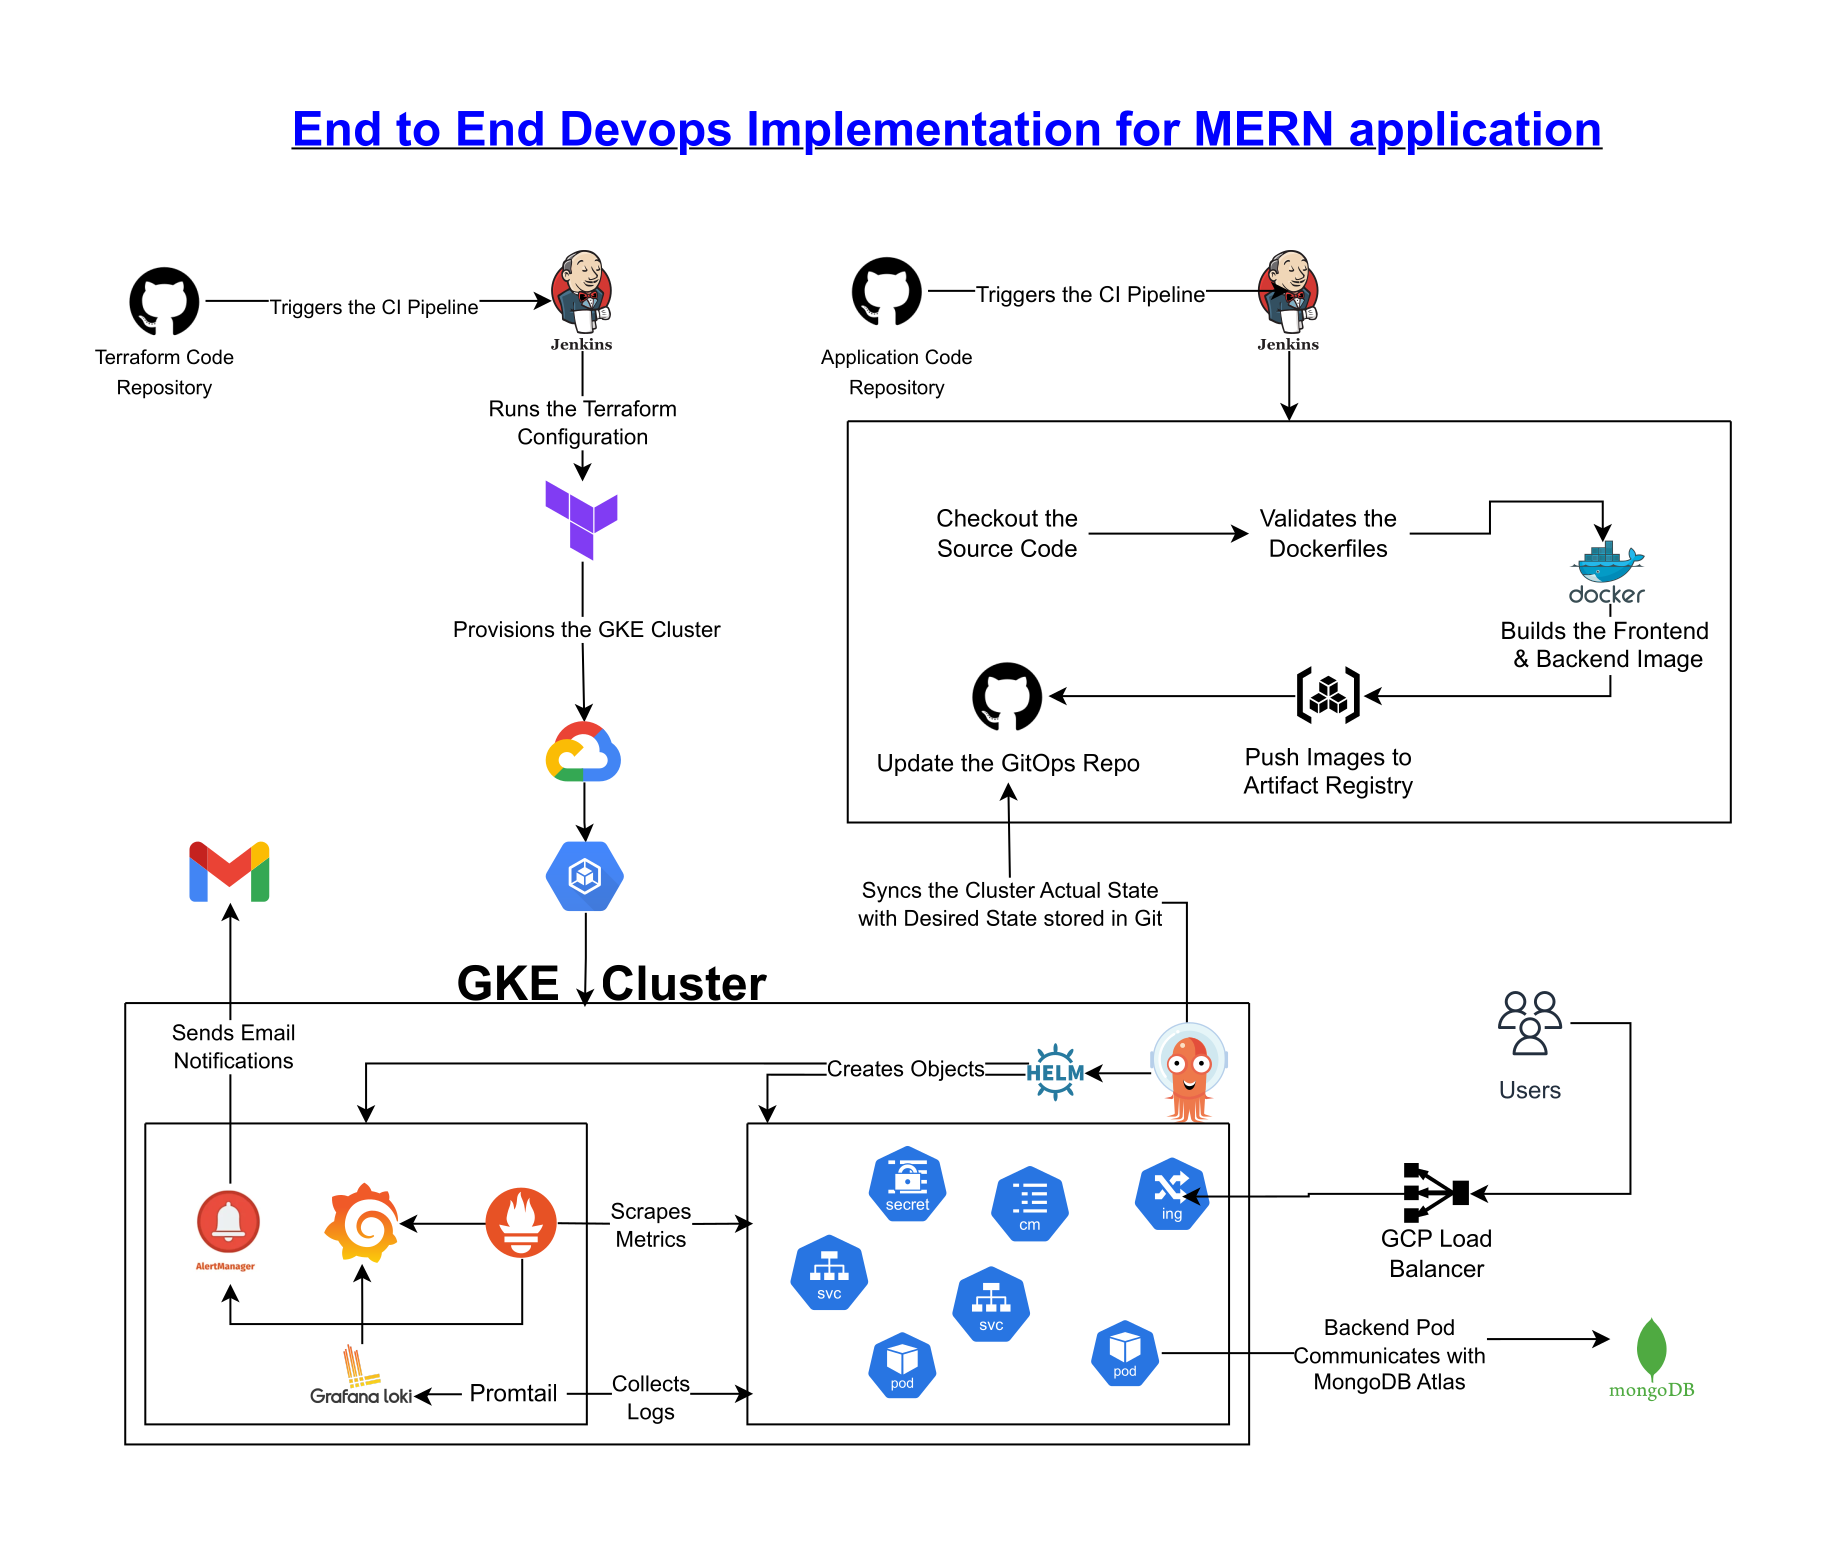 End to End Devops Implementation for MERN application
Triggers the CI Pipeline
Jenkins
Terraform Code
Repository
Runs the Terraform
Configuration
Provisions the GKE Cluster
Triggers the CI Pipeline
Jenkins
Application Code
Repository
Checkout the
Source Code
Validates the
Dockerfiles
docker
Builds the Frontend
& Backend Image
Push Images to
Artifact Registry
Update the GitOps Repo
Syncs the Cluster Actual State
with Desired State stored in Git
GKE Cluster
Sends Email
Notifications
Creates Objects
HELM
Users
AlertManager
Scrapes
Metrics
Grafana loki
Promtail
Collects
Logs
secret
cm
ing
svc
svc
pod
pod
GCP Load
Balancer
Backend Pod
Communicates with
MongoDB Atlas
mongoDB